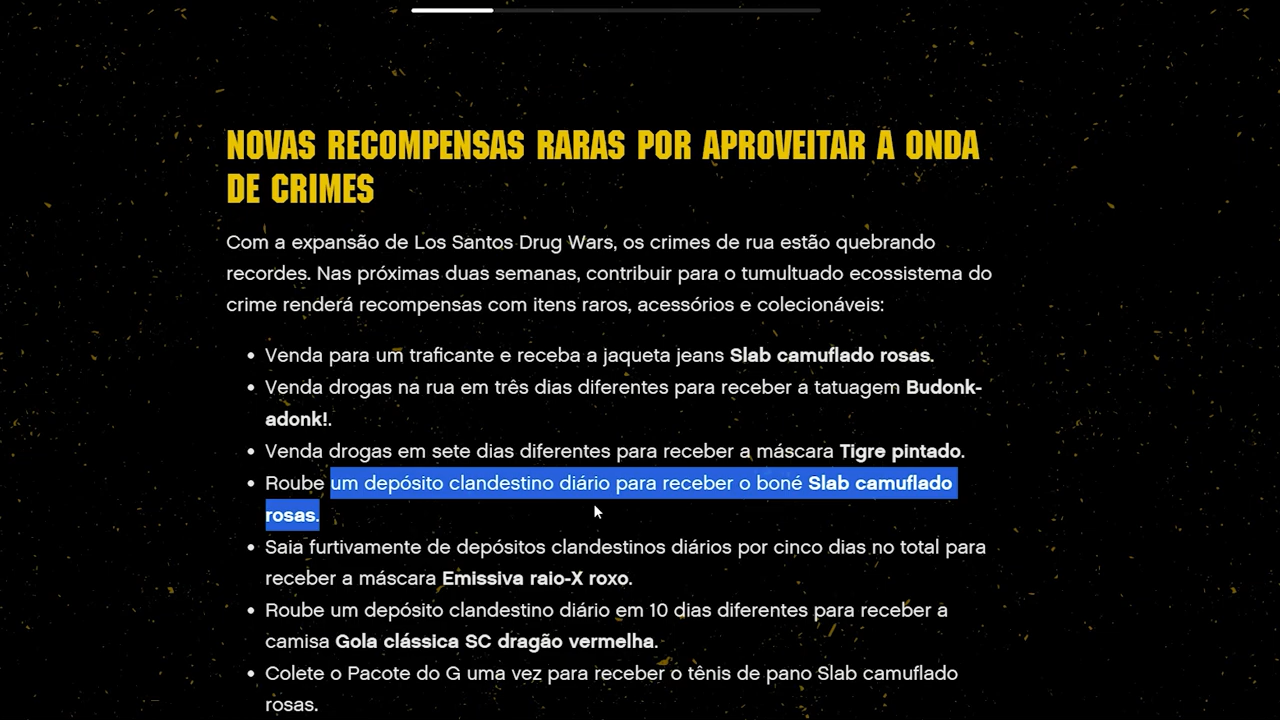 NOVAS RECOMPENSAS RARAS POR APROVEITAR A ONDA
DE CRIMES
Com a expansão de Los Santos Drug Wars, os crimes de rua estão quebrando
recordes. Nas próximas duas semanas, contribuir para o tumultuado ecossistema do
crime renderá recompensas com itens raros, acessórios e colecionáveis:
• Venda para um traficante e receba a jaqueta jeans Slab camuflado rosas.
• Venda drogas na rua em três dias diferentes para receber a tatuagem Budonk-
adonk!.
• Venda drogas em sete dias diferentes para receber a máscara Tigre pintado.
• Roube um depósito clandestino diário para receber o boné Slab camuflado
rosas.
• Saia furtivamente de depósitos clandestinos diários por cinco dias no total para
receber a máscara Emissiva raio-X roxo.
• Roube um depósito clandestino diário em 10 dias diferentes para receber a
camisa Gola clássica SC dragão vermelha.
• Colete o Pacote do G uma vez para receber o tênis de pano Slab camuflado
rosas.